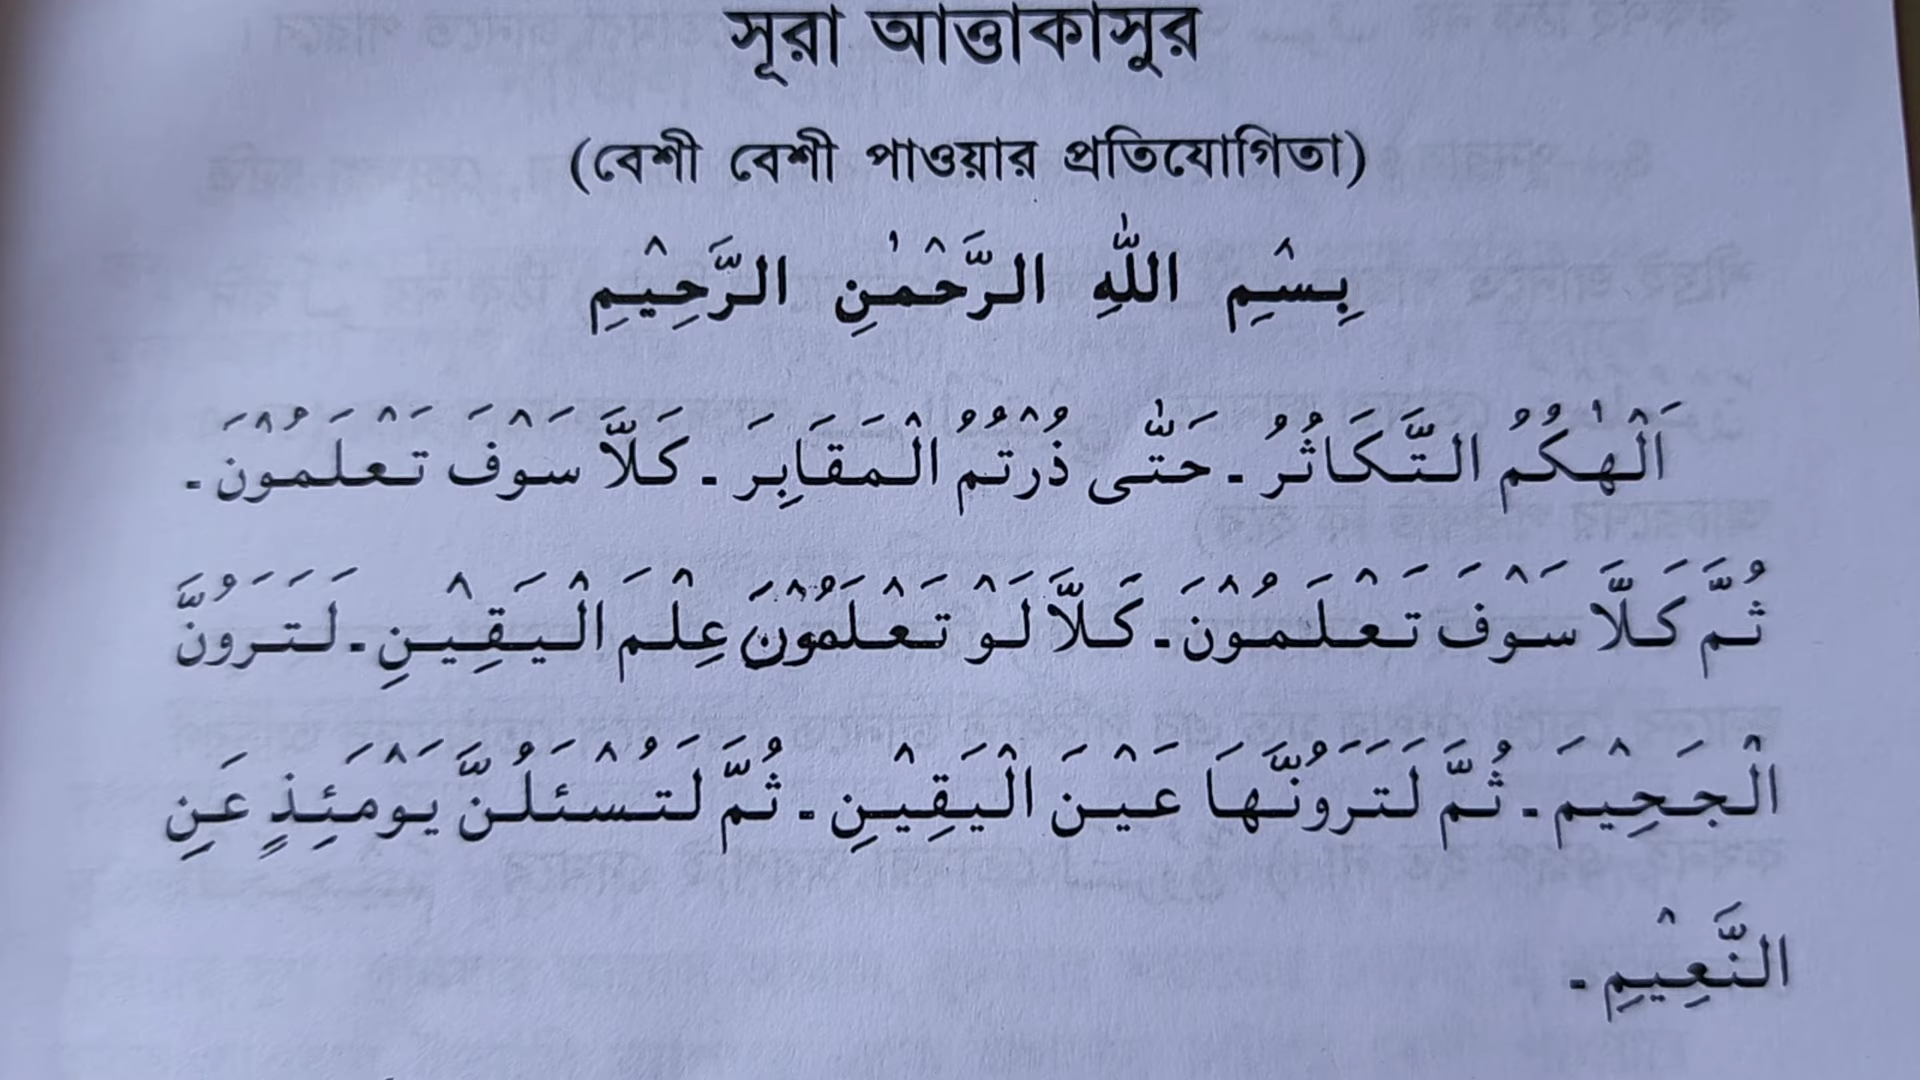 সূরা আত্তাকাসুর
(বেশী বেশী পাওয়ার প্রতিযোগিতা)
بِسْمِ اللّٰهِ الرَّحْمٰنِ الرَّحِيْمِ
اَلْهٰكُمُ التَّكَاثُرُ ـ حَتّٰى ذُرْتُمُ الْمَقَابِرَ ـ كَلَّا سَوْفَ تَعْلَمُوْنَ ـ
ثُمَّ كَلَّا سَوْفَ تَعْلَمُوْنَ ـ كَلَّا لَوْ تَعْلَمُوْنَ عِلْمَ الْيَقِيْنِ ـ لَتَرَوُنَّ
الْجَحِيْمَ ـ ثُمَّ لَتَرَوُنَّهَا عَيْنَ الْيَقِيْنِ ـ ثُمَّ لَتُسْئَلُنَّ يَوْمَئِذٍ عَنِ
النَّعِيْمِ ـ